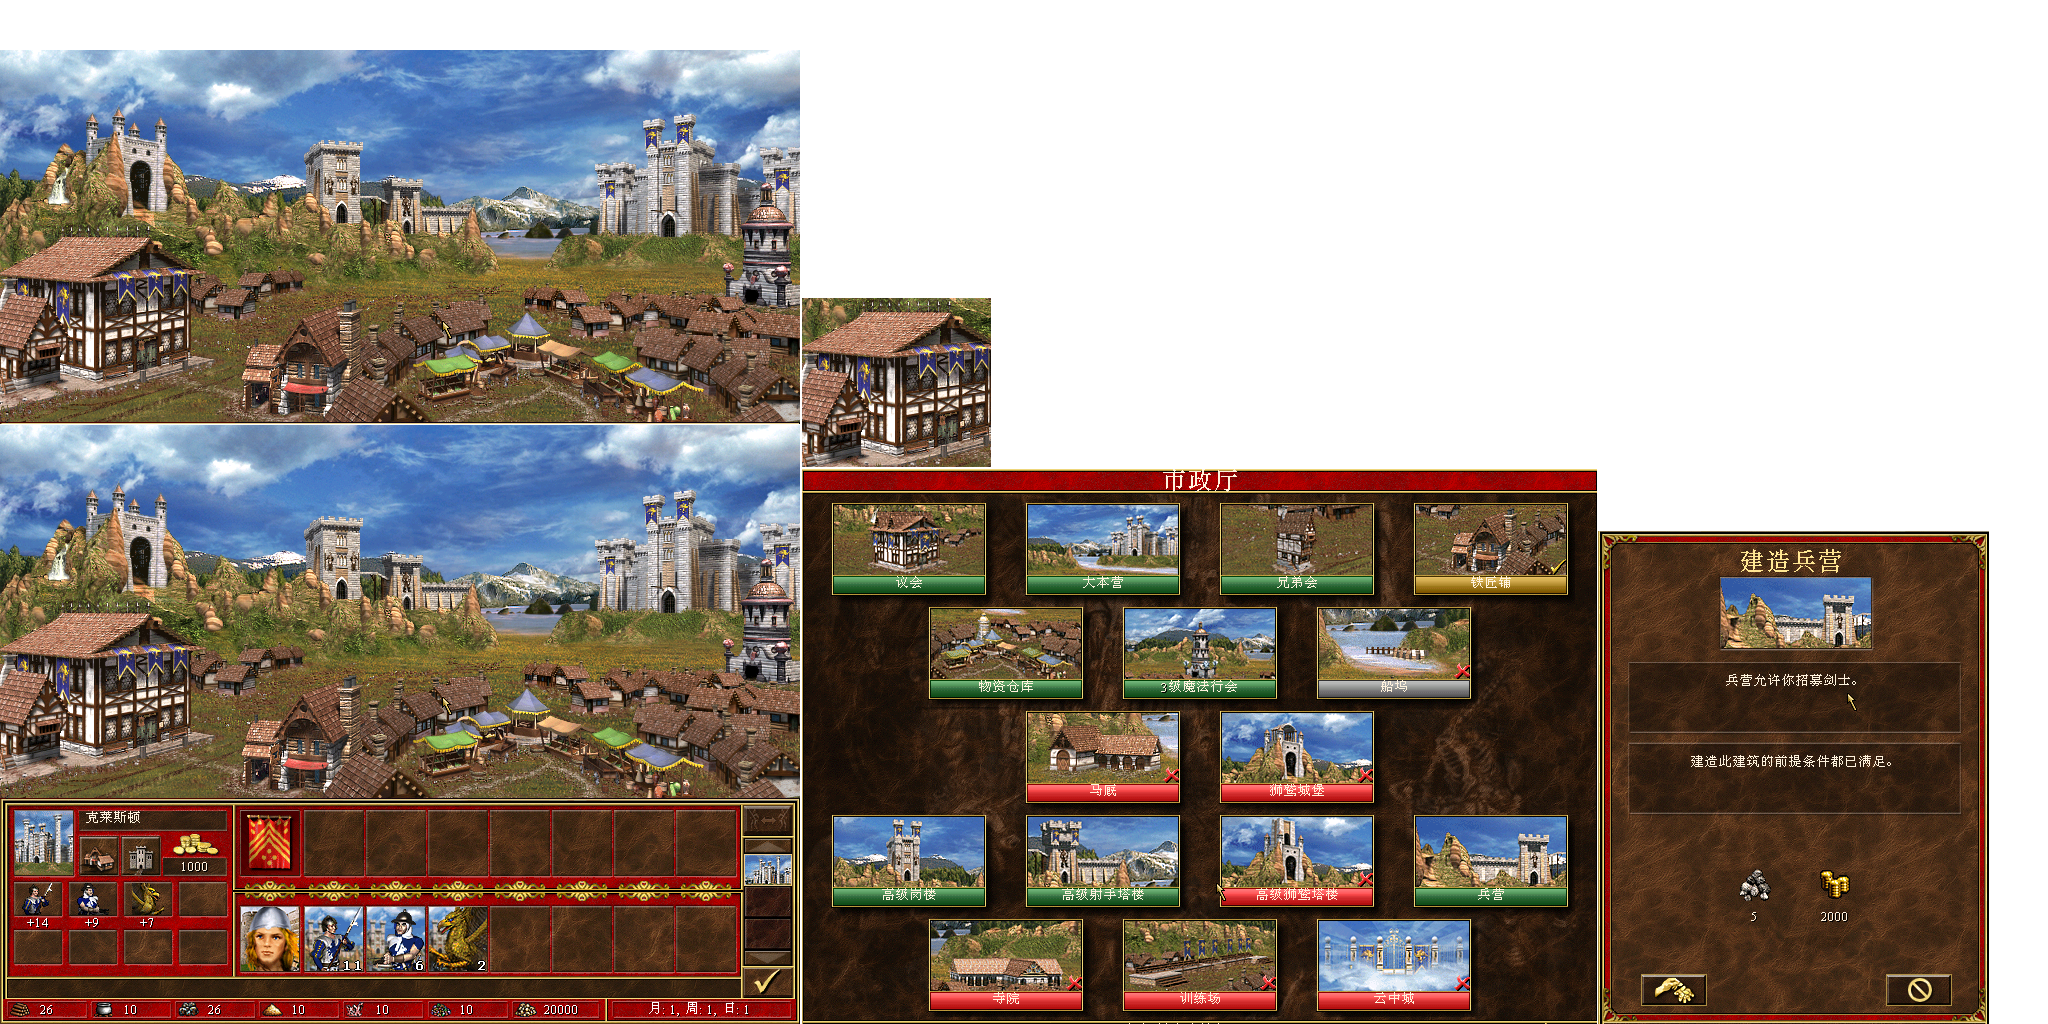 市政厅
议会
大本营
兄弟会
铁匠铺
物资仓库
3级魔法行会
船坞
马厩
狮鹫城堡
高级岗楼
高级射手塔楼
高级狮鹫塔楼
兵营
寺院
训练场
云中城
建造兵营
兵营允许你招募剑士。
建造此建筑的前提条件都已满足。
5
2000
克莱斯顿
1000
+14
+9
+7
11
6
2
26
10
26
10
10
10
20000
月: 1, 周: 1, 日: 1